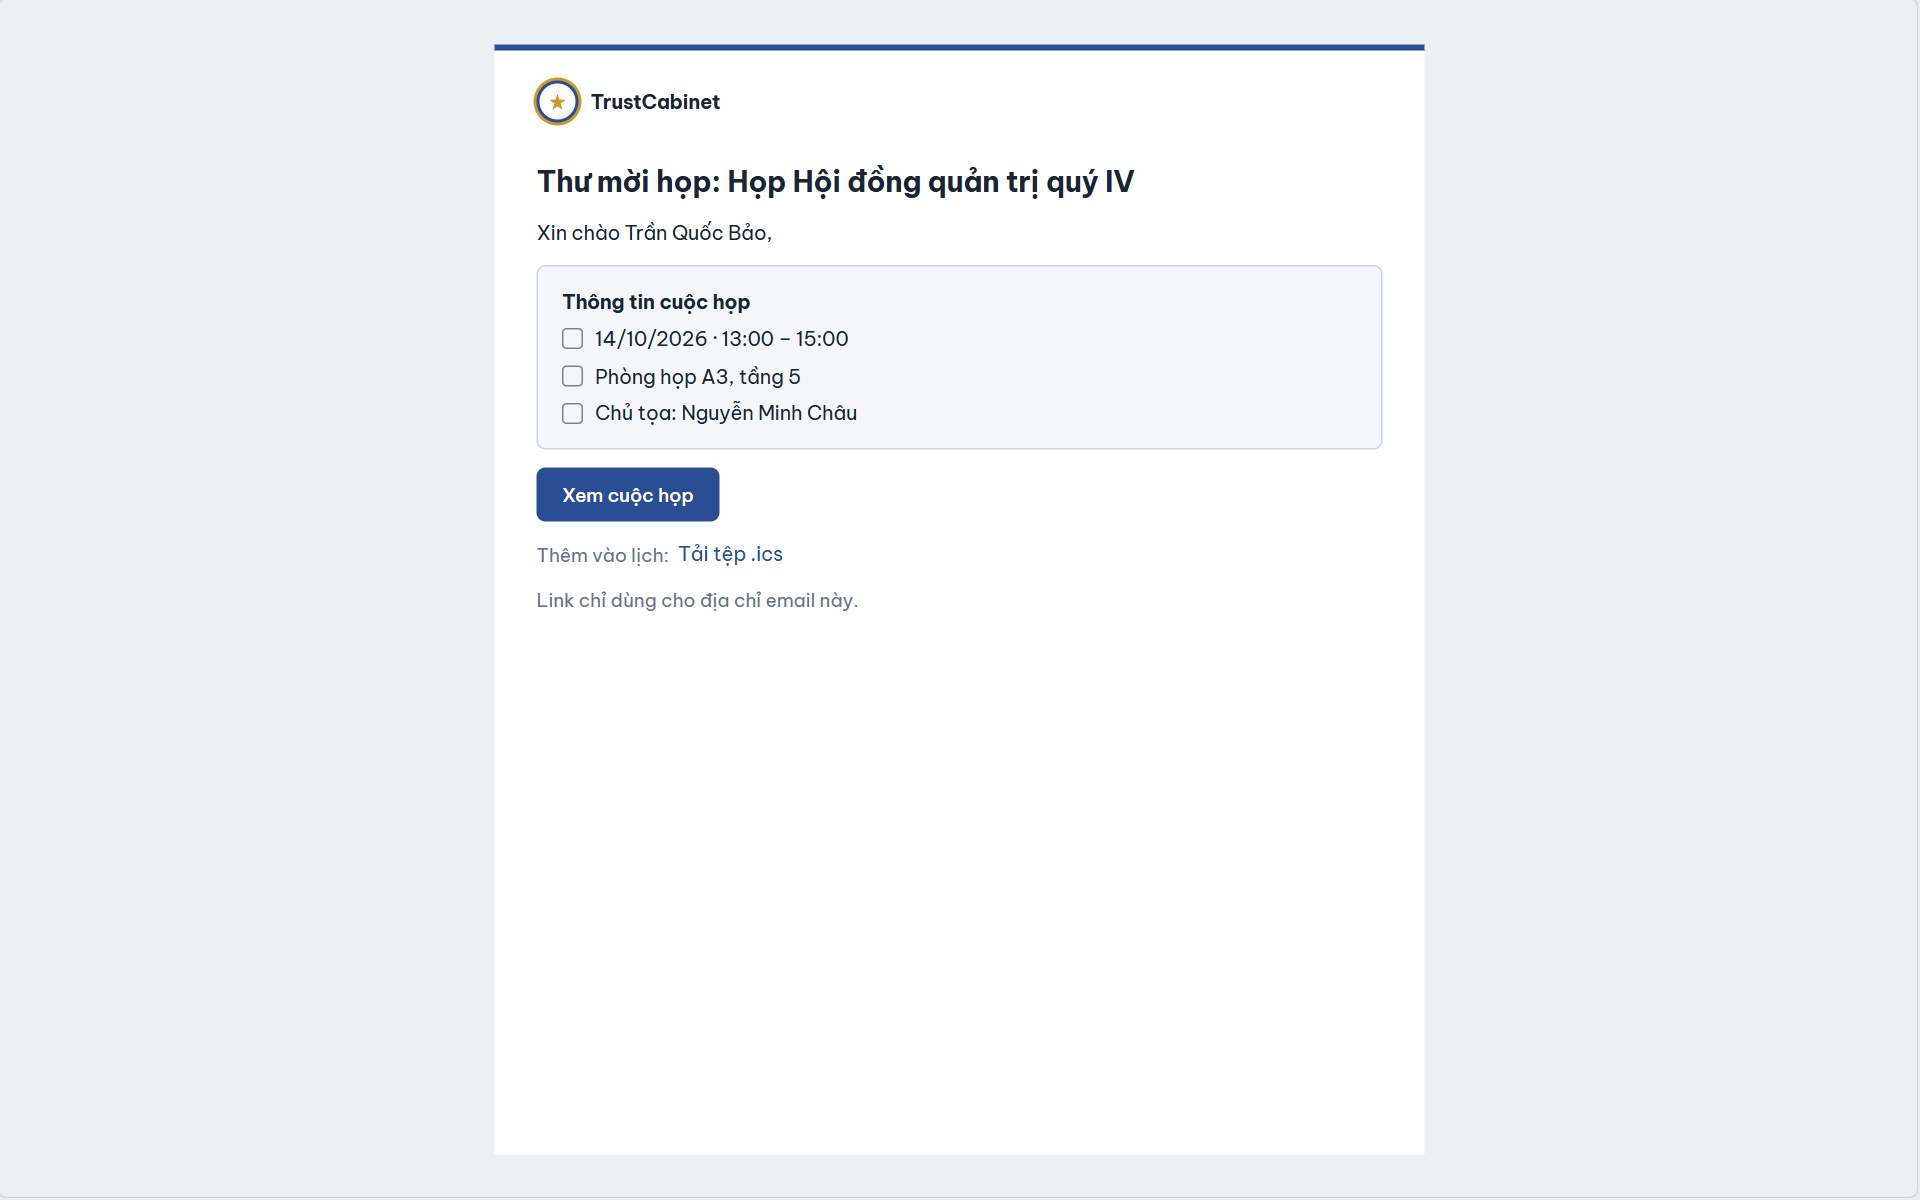 TrustCabinet
Thư mời họp: Họp Hội đồng quản trị quý IV
Xin chào Trần Quốc Bảo,
Thông tin cuộc họp
14/10/2026 · 13:00 – 15:00
Phòng họp A3, tầng 5
Chủ tọa: Nguyễn Minh Châu
Xem cuộc họp
Thêm vào lịch: Tải tệp .ics
Link chỉ dùng cho địa chỉ email này.